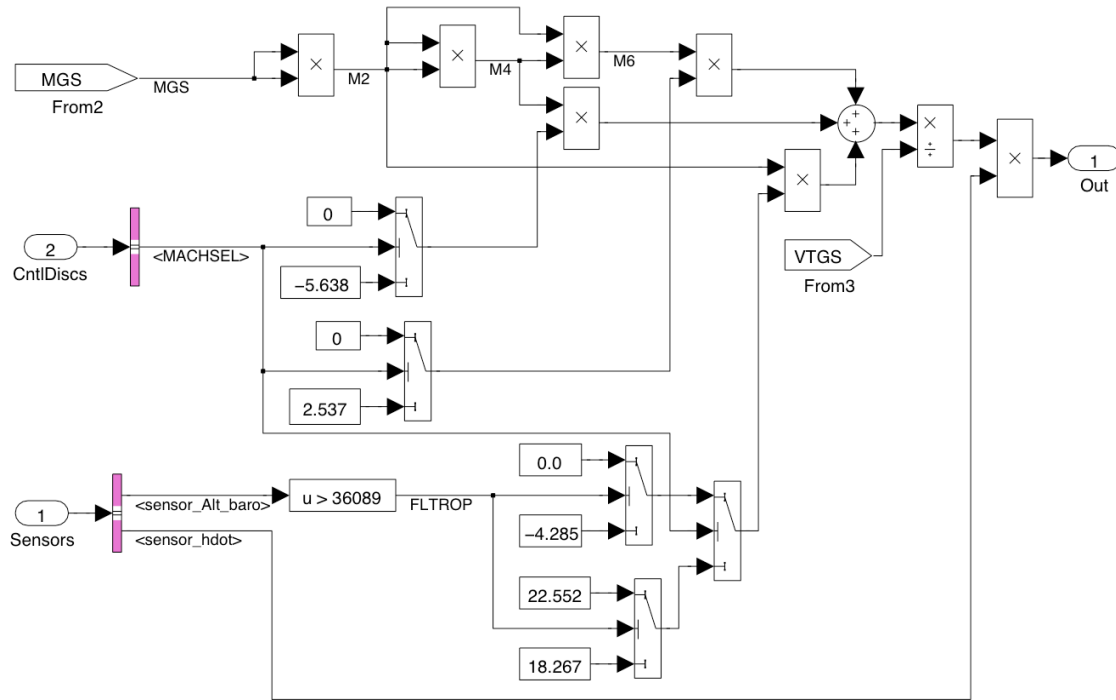 MGS
From2
MGS
M2
M4
M6
×
×
×
×
×
×
×
÷
×
+
+
+
1
Out
VTGS
From3
2
CntlDiscs
<MACHSEL>
0
−5.638
0
2.537
1
Sensors
<sensor_Alt_baro>
<sensor_hdot>
u > 36089
FLTROP
0.0
−4.285
22.552
18.267